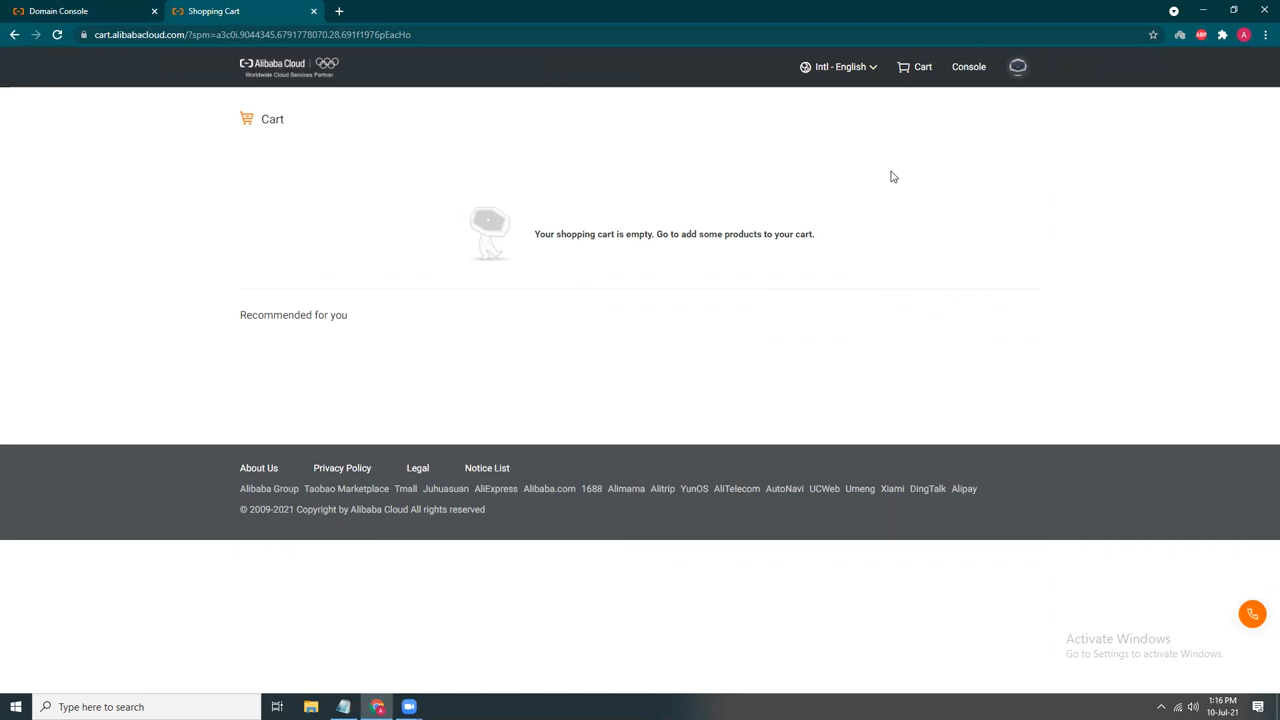 Domain Console
Shopping Cart
cart.alibabacloud.com/?spm=a3c0i.9044345.6791778070.28.691f1976pEacHo
ABP
A
Alibaba Cloud
Worldwide Cloud Services Partner
Intl - English
Cart
Console
Cart
Your shopping cart is empty. Go to add some products to your cart.
Recommended for you
About Us Privacy Policy Legal Notice List
Alibaba Group Taobao Marketplace Tmall Juhuasuan AliExpress Alibaba.com 1688 Alimama Alitrip YunOS AliTelecom AutoNavi UCWeb Umeng Xiami DingTalk Alipay
© 2009-2021 Copyright by Alibaba Cloud All rights reserved
Activate Windows
Go to Settings to activate Windows.
Type here to search
1:16 PM
10-Jul-21